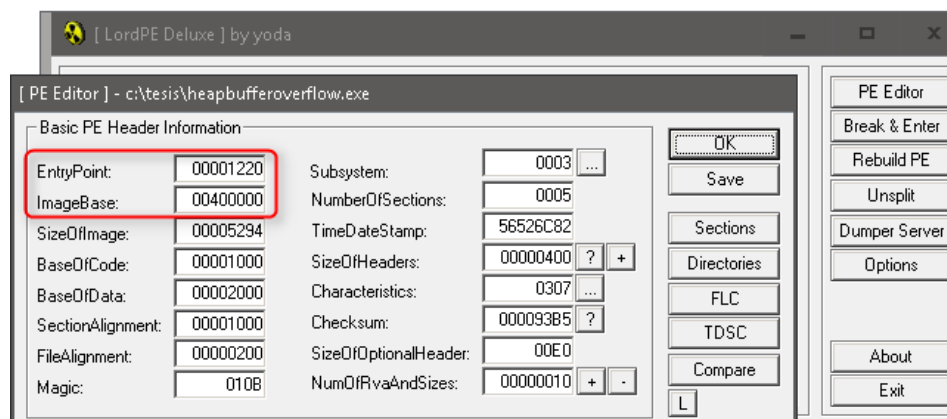 [ LordPE Deluxe ] by yoda
[ PE Editor ] - c:\tesis\heapbufferoverflow.exe
Basic PE Header Information
EntryPoint: 00001220
ImageBase: 00400000
SizeOfImage: 00005294
BaseOfCode: 00001000
BaseOfData: 00002000
SectionAlignment: 00001000
FileAlignment: 00000200
Magic: 010B
Subsystem: 0003 ...
NumberOfSections: 0005
TimeDateStamp: 56526C82
SizeOfHeaders: 00000400 ? +
Characteristics: 0307 ...
Checksum: 000093B5 ?
SizeOfOptionalHeader: 00E0
NumOfRvaAndSizes: 00000010 + -
OK
Save
Sections
Directories
FLC
TDSC
Compare
L
PE Editor
Break & Enter
Rebuild PE
Unsplit
Dumper Server
Options
About
Exit